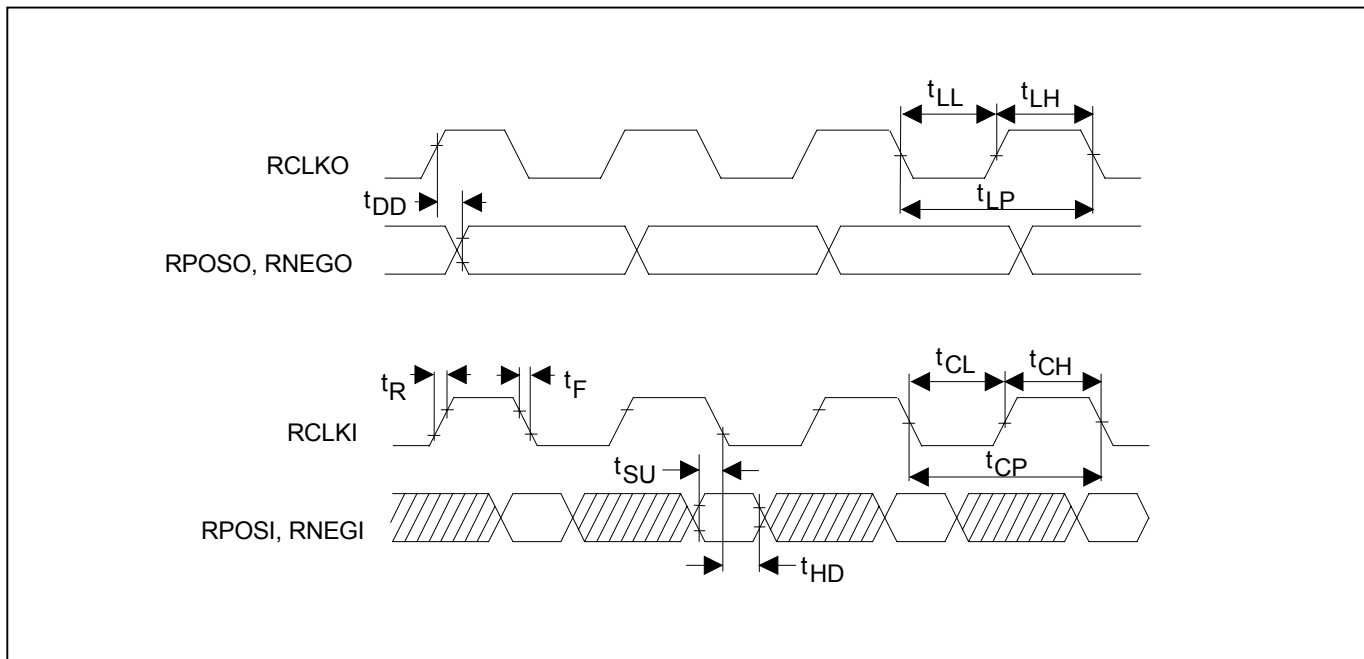 tLL
tLH
RCLKO
tDD
tLP
RPOSO, RNEGO
tCL
tCH
tR
tF
RCLKI
tSU
tCP
RPOSI, RNEGI
tHD